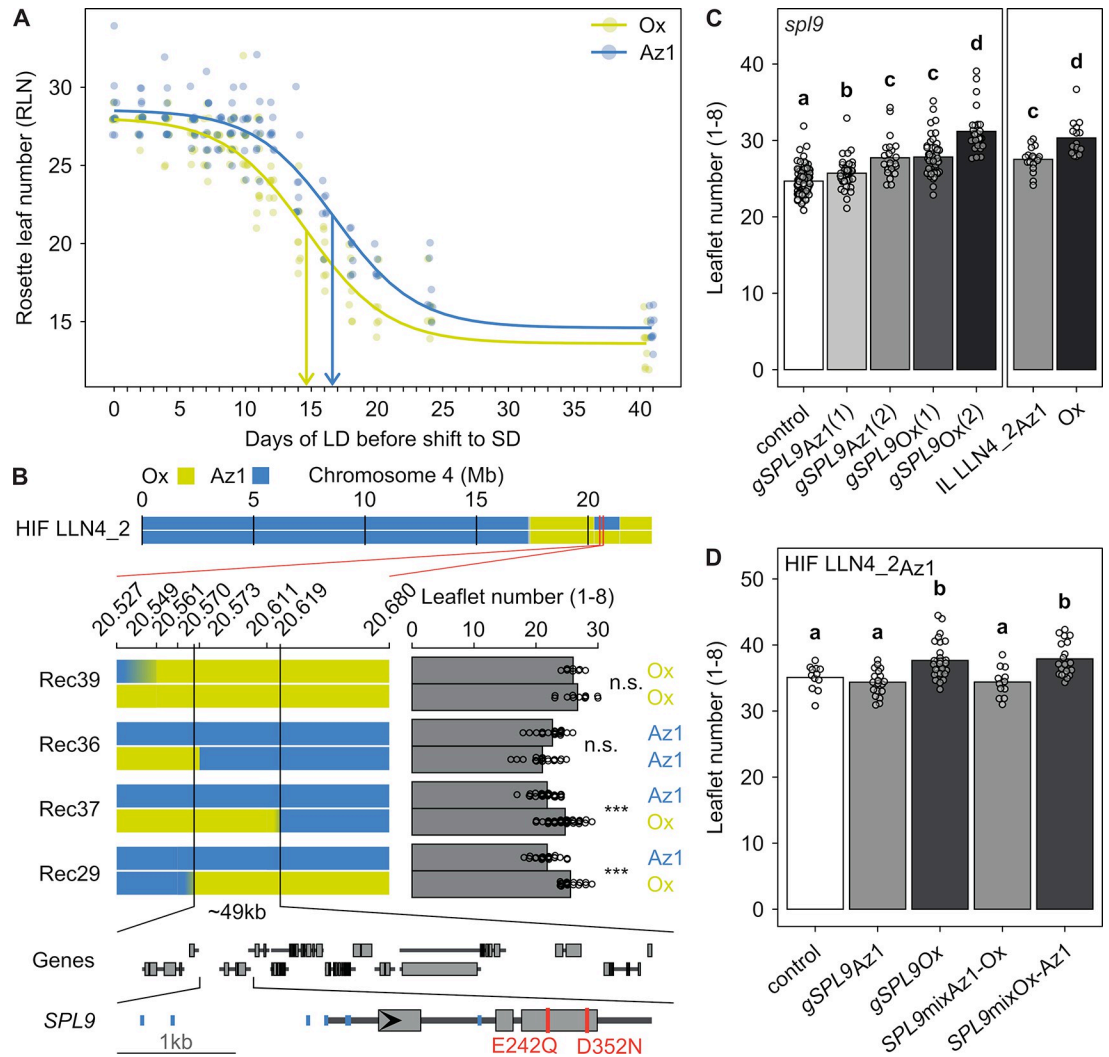 A
Ox
Az1
Rosette leaf number (RLN)
30
25
20
15
0 5 10 15 20 25 30 35 40
Days of LD before shift to SD
B
Ox Az1 Chromosome 4 (Mb)
0 5 10 15 20
HIF LLN4_2
20.527 20.549 20.561 20.570 20.573 20.611 20.619 20.680
Leaflet number (1-8)
0 10 20 30
Rec39 n.s. Ox
Ox
Rec36 n.s. Az1
Az1
Rec37 *** Az1
Ox
Rec29 *** Az1
Ox
~49kb
Genes
SPL9
1kb
E242Q D352N
C
spl9
Leaflet number (1-8)
40
30
20
10
0
a b c c d c d
control gSPL9Az1(1) gSPL9Az1(2) gSPL9Ox(1) gSPL9Ox(2) IL LLN4_2Az1 Ox
D
HIF LLN4_2Az1
Leaflet number (1-8)
50
40
30
20
10
0
a a b a b
control gSPL9Az1 gSPL9Ox SPL9mixAz1-Ox SPL9mixOx-Az1